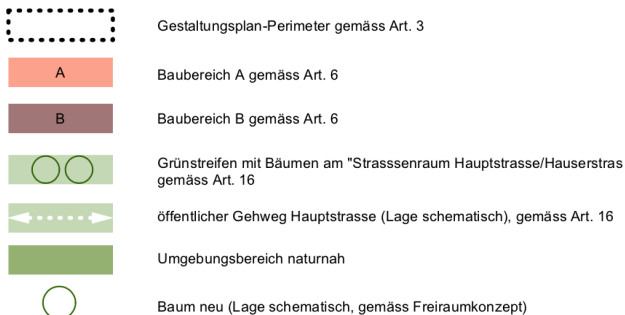 Gestaltungsplan-Perimeter gemäss Art. 3
A Baubereich A gemäss Art. 6
B Baubereich B gemäss Art. 6
Grünstreifen mit Bäumen am "Strasssenraum Hauptstrasse/Hauserstras
gemäss Art. 16
öffentlicher Gehweg Hauptstrasse (Lage schematisch), gemäss Art. 16
Umgebungsbereich naturnah
Baum neu (Lage schematisch, gemäss Freiraumkonzept)